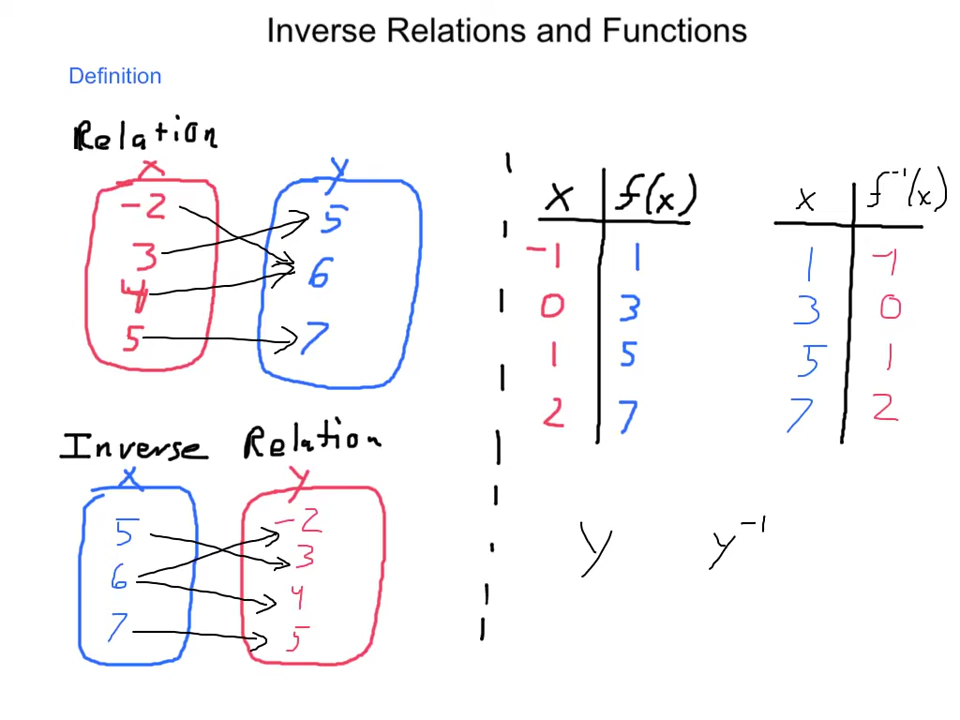 Inverse Relations and Functions
Definition
Relation
x y
-2 5
3 6
4 7
5
Inverse Relation
x y
5 -2
6 3
7 4
5
x f(x)
-1 1
0 3
1 5
2 7
x f⁻¹(x)
1 -1
3 0
5 1
7 2
y y⁻¹